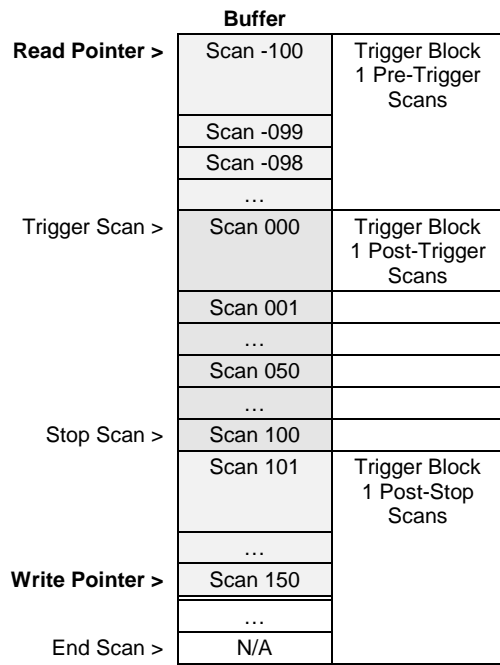 Buffer
Read Pointer > Scan -100 Trigger Block
1 Pre-Trigger
Scans
Scan -099
Scan -098
…
Trigger Scan > Scan 000 Trigger Block
1 Post-Trigger
Scans
Scan 001
…
Scan 050
…
Stop Scan > Scan 100
Scan 101 Trigger Block
1 Post-Stop
Scans
…
Write Pointer > Scan 150
…
End Scan > N/A